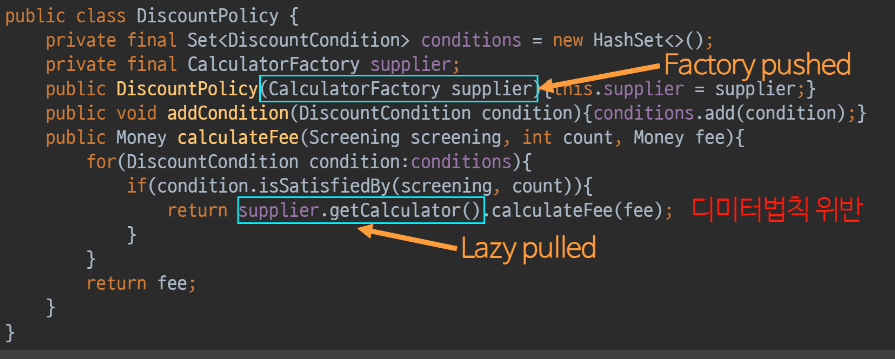 public class DiscountPolicy {
private final Set<DiscountCondition> conditions = new HashSet<>();
private final CalculatorFactory supplier;
Factory pushed
public DiscountPolicy(CalculatorFactory supplier){this.supplier = supplier;}
public void addCondition(DiscountCondition condition){conditions.add(condition);}
public Money calculateFee(Screening screening, int count, Money fee){
for(DiscountCondition condition:conditions){
if(condition.isSatisfiedBy(screening, count)){
return supplier.getCalculator().calculateFee(fee); 디미터법칙 위반
}
Lazy pulled
}
return fee;
}
}